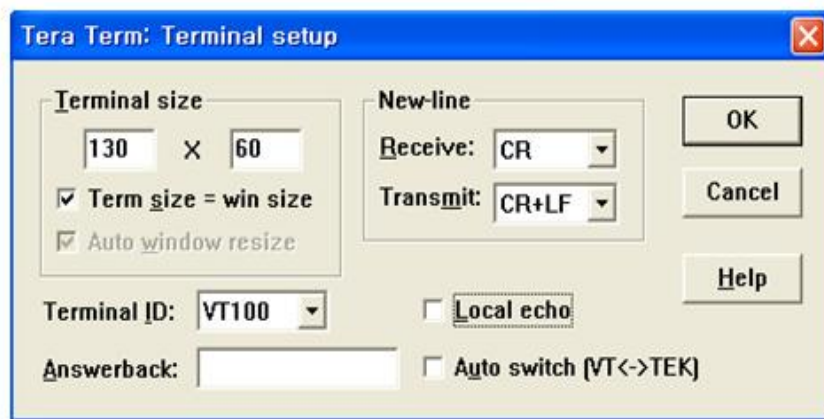 Tera Term: Terminal setup
Terminal size
130 X 60
Term size = win size
Auto window resize
New-line
Receive: CR
Transmit: CR+LF
OK
Cancel
Help
Terminal ID: VT100
Local echo
Answerback:
Auto switch (VT<->TEK)